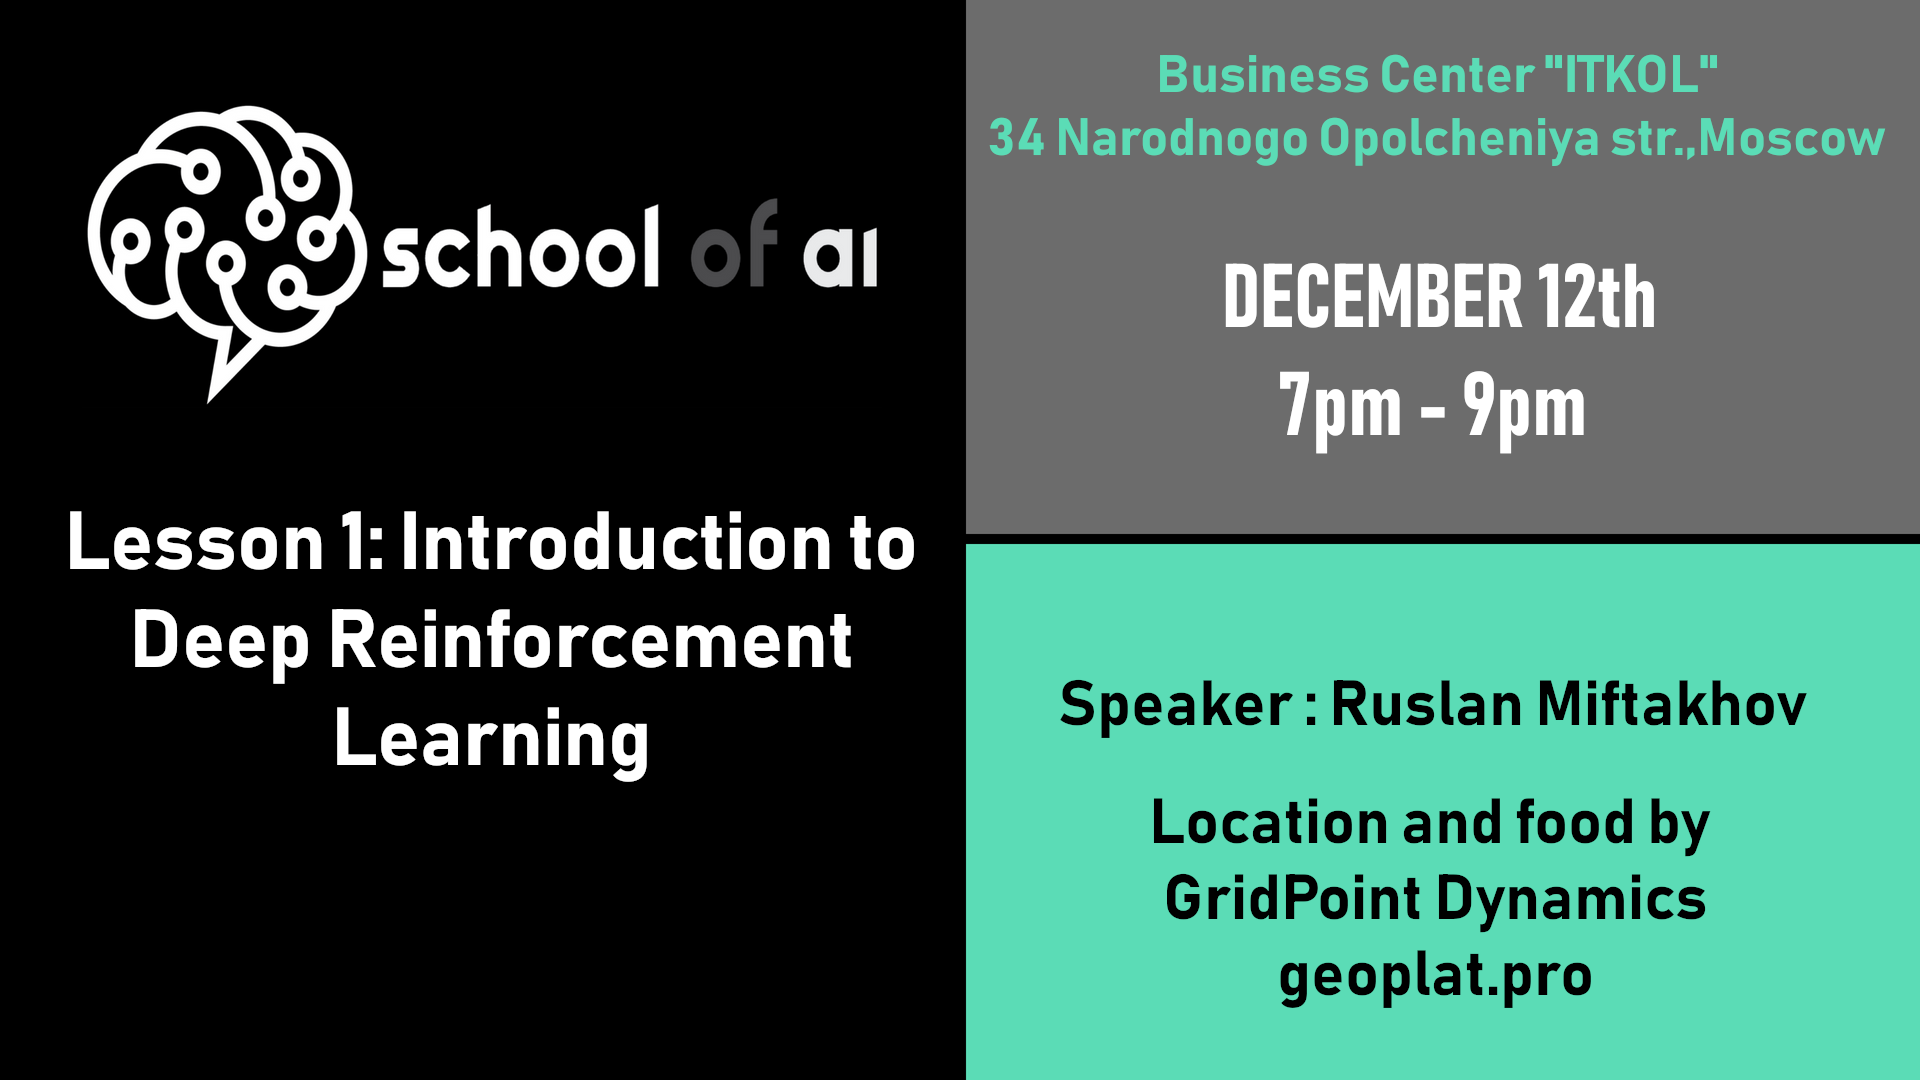 school of ai
Lesson 1: Introduction to
Deep Reinforcement
Learning
Business Center "ITKOL"
34 Narodnogo Opolcheniya str.,Moscow
DECEMBER 12th
7pm - 9pm
Speaker : Ruslan Miftakhov
Location and food by
GridPoint Dynamics
geoplat.pro